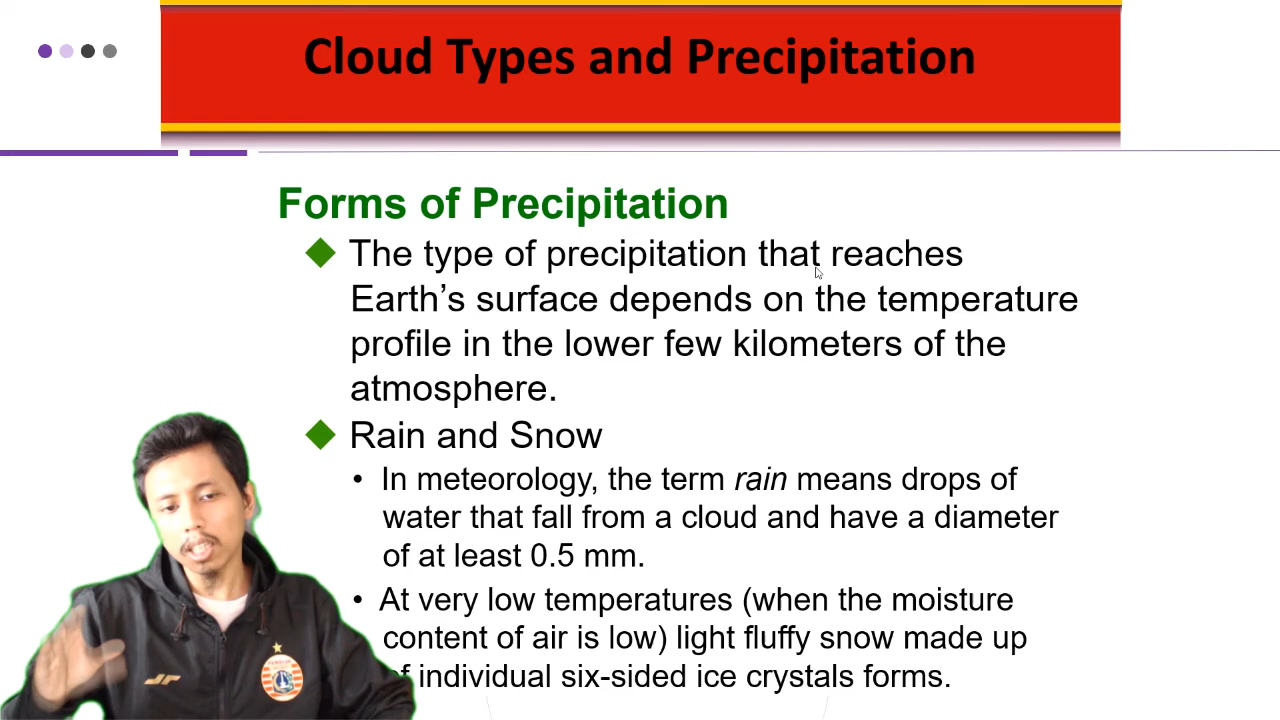 Cloud Types and Precipitation
Forms of Precipitation
The type of precipitation that reaches
Earth’s surface depends on the temperature
profile in the lower few kilometers of the
atmosphere.
Rain and Snow
• In meteorology, the term rain means drops of
water that fall from a cloud and have a diameter
of at least 0.5 mm.
• At very low temperatures (when the moisture
content of air is low) light fluffy snow made up
of individual six-sided ice crystals forms.